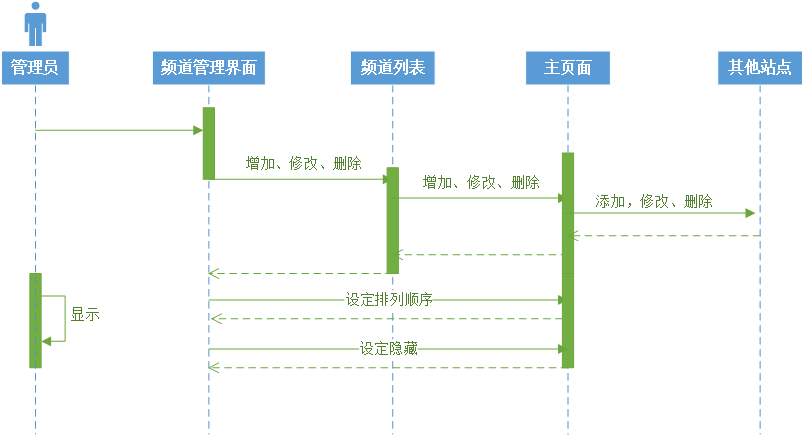 管理员
频道管理界面
频道列表
主页面
其他站点
增加、修改、删除
增加、修改、删除
添加，修改、删除
设定排列顺序
显示
设定隐藏